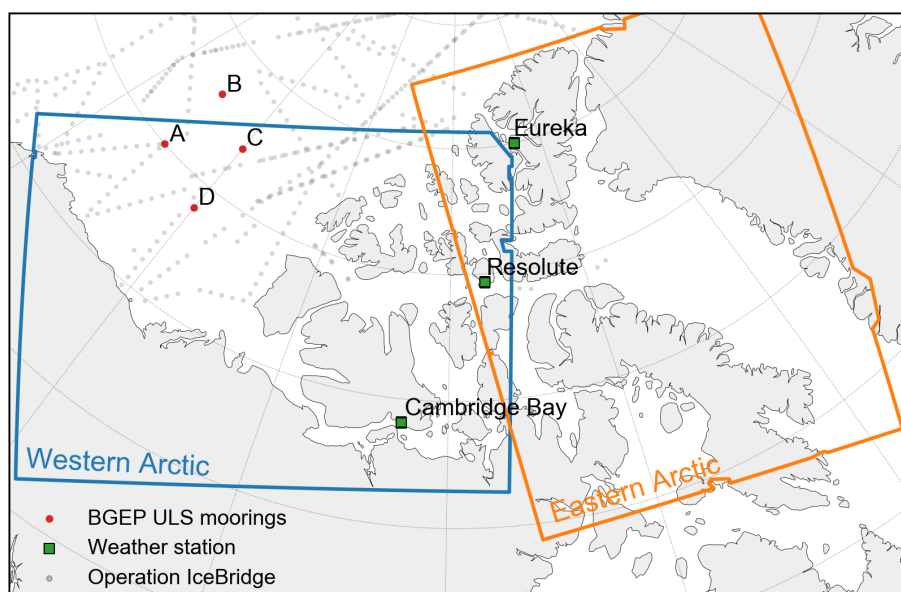 B
A
C
Eureka
D
Resolute
Cambridge Bay
Western Arctic
Eastern Arctic
BGEP ULS moorings
Weather station
Operation IceBridge